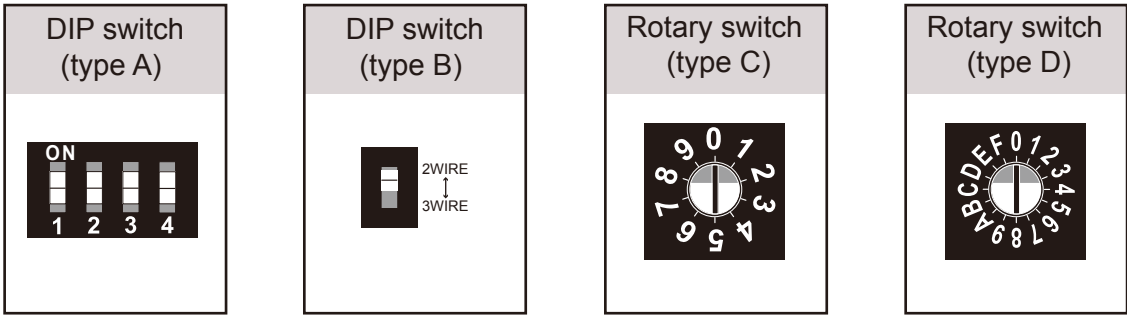 DIP switch
(type A)
ON
1 2 3 4
DIP switch
(type B)
2WIRE
3WIRE
Rotary switch
(type C)
0 1 2 3 4 5 6 7 8 9
Rotary switch
(type D)
0 1 2 3 4 5 6 7 8 9 A B C D E F